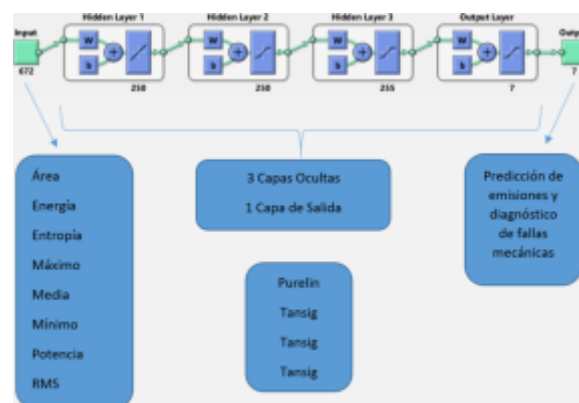 Hidden Layer 1
Hidden Layer 2
Hidden Layer 3
Output Layer
Input
Output
W
b
W
b
W
b
W
b
672
250
250
255
7
7
Área
Energía
Entropía
Máximo
Media
Mínimo
Potencia
RMS
3 Capas Ocultas
1 Capa de Salida
Purelin
Tansig
Tansig
Tansig
Predicción de
emisiones y
diagnóstico
de fallas
mecánicas